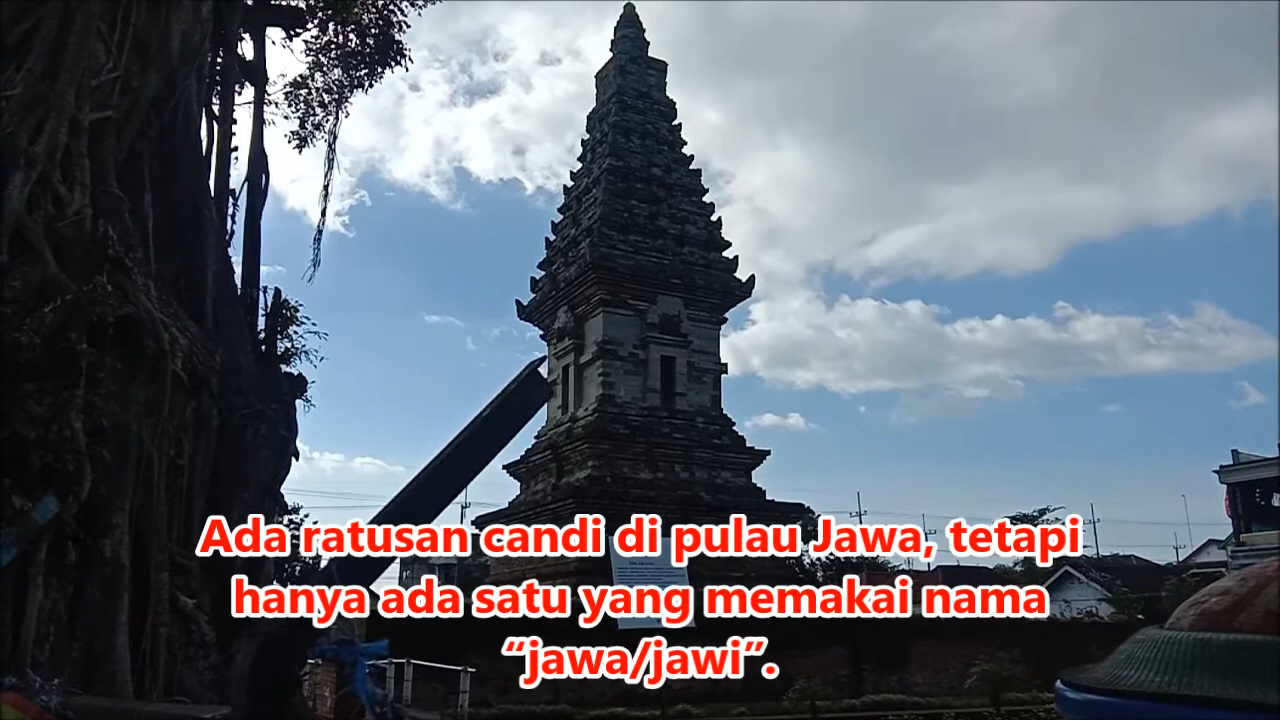 Ada ratusan candi di pulau Jawa, tetapi
hanya ada satu yang memakai nama
“jawa/jawi”.